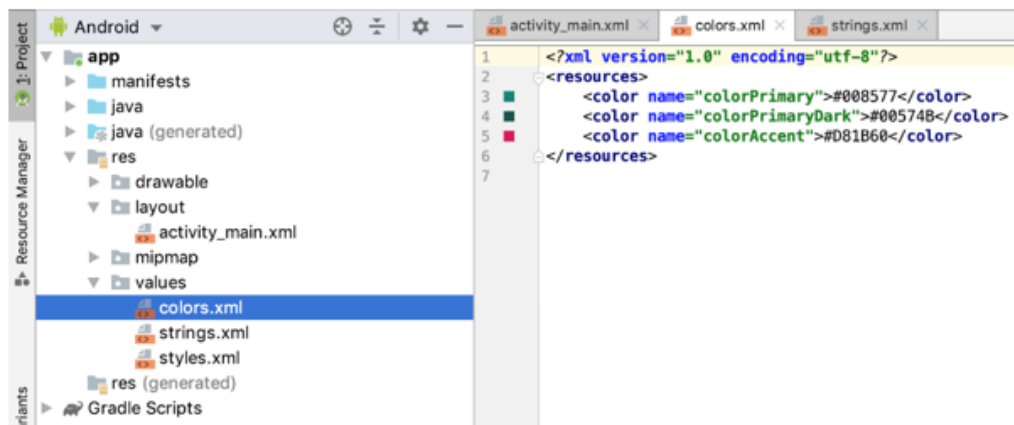 1: Project
Resource Manager
riants
Android
app
manifests
java
java (generated)
res
drawable
layout
activity_main.xml
mipmap
values
colors.xml
strings.xml
styles.xml
res (generated)
Gradle Scripts
activity_main.xml
colors.xml
strings.xml
1 <?xml version="1.0" encoding="utf-8"?>
2 <resources>
3 <color name="colorPrimary">#008577</color>
4 <color name="colorPrimaryDark">#00574B</color>
5 <color name="colorAccent">#D81B60</color>
6 </resources>
7